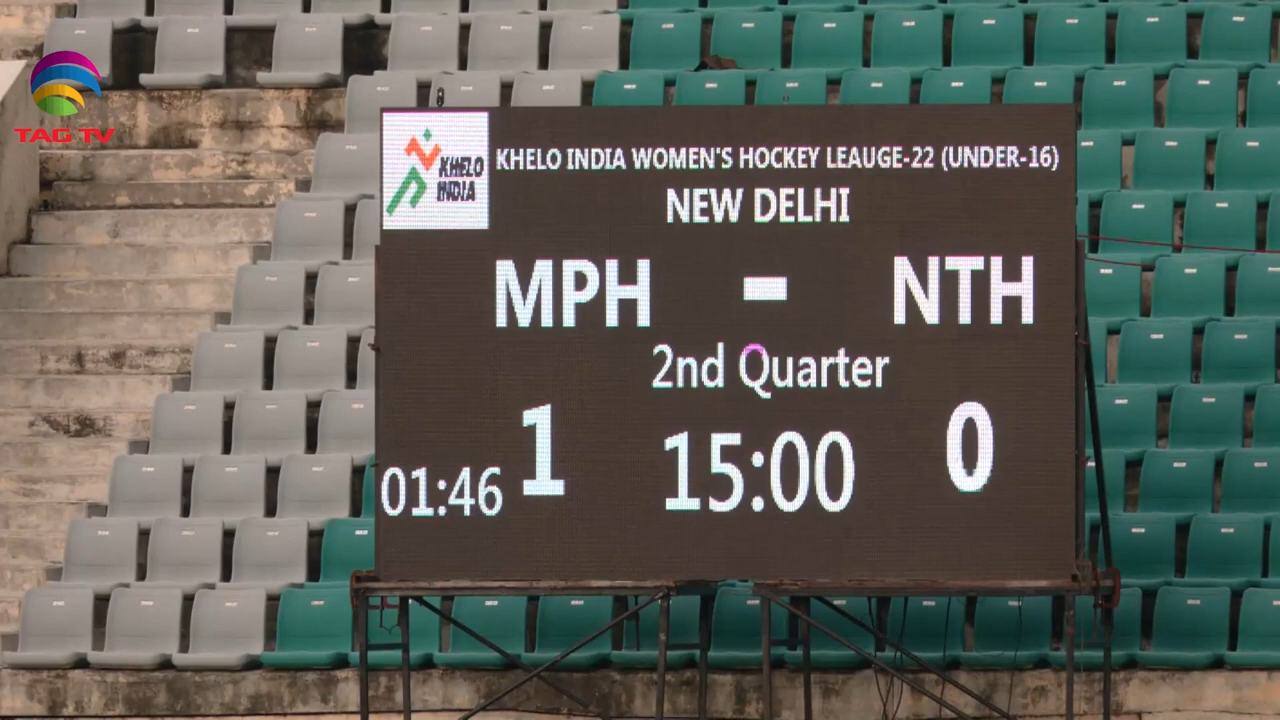 TAG TV
KHELO
INDIA
KHELO INDIA WOMEN'S HOCKEY LEAUGE-22 (UNDER-16)
NEW DELHI
MPH - NTH
2nd Quarter
01:46 1 15:00 0